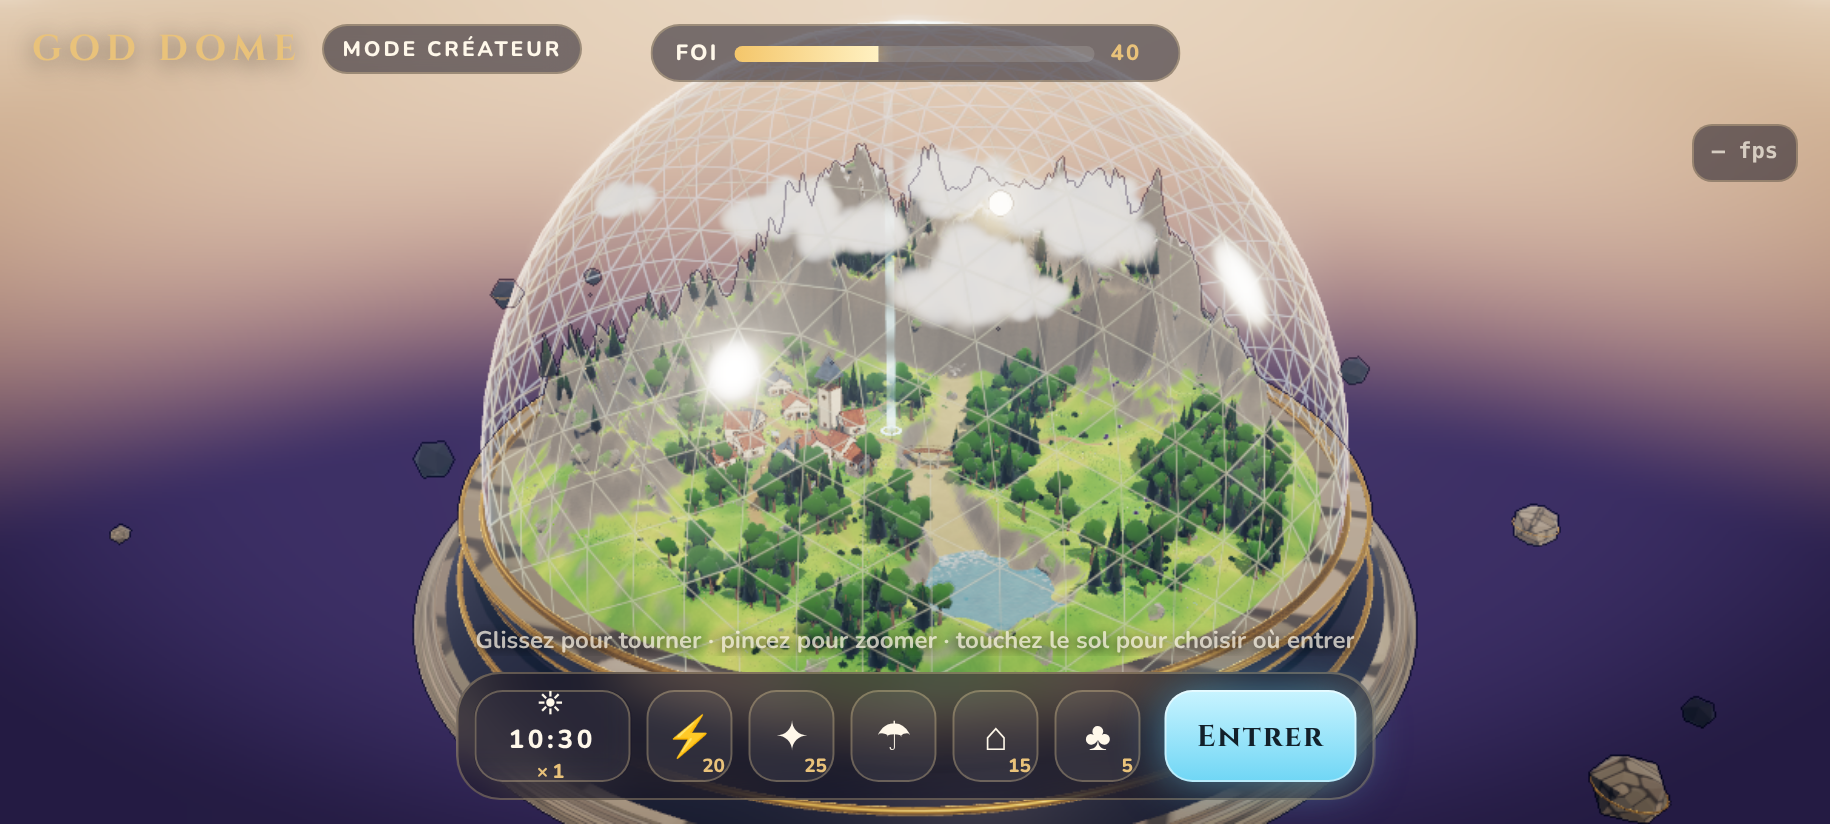 GOD DOME
MODE CRÉATEUR
FOI 40
– fps
Glissez pour tourner · pincez pour zoomer · touchez le sol pour choisir où entrer
10:30
×1
20
25
15
5
ENTRER